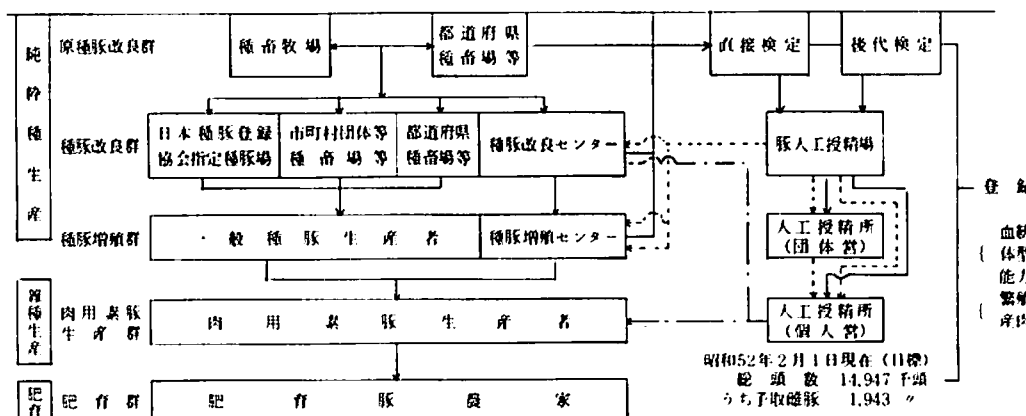 純粋種生産
原種豚改良群
種畜牧場
都道府県
種畜場等
直接検定
後代検定
種豚改良群
日本種豚登録
協会指定種豚場
市町村団体等
種畜場等
都道府県
種畜場等
種豚改良センター
豚人工授精場
登
種豚増殖群
一般種豚生産者
種豚増殖センター
人工授精所
(団体営)
体型
能力
繁殖
産肉
雑種生産
肉用素豚
生産群
肉用素豚生産者
人工授精所
(個人営)
昭和52年2月1日現在(目標)
総頭数 14,947 千頭
うち子取雌豚 1,943 〃
肥育
肥育群
肥育豚農家